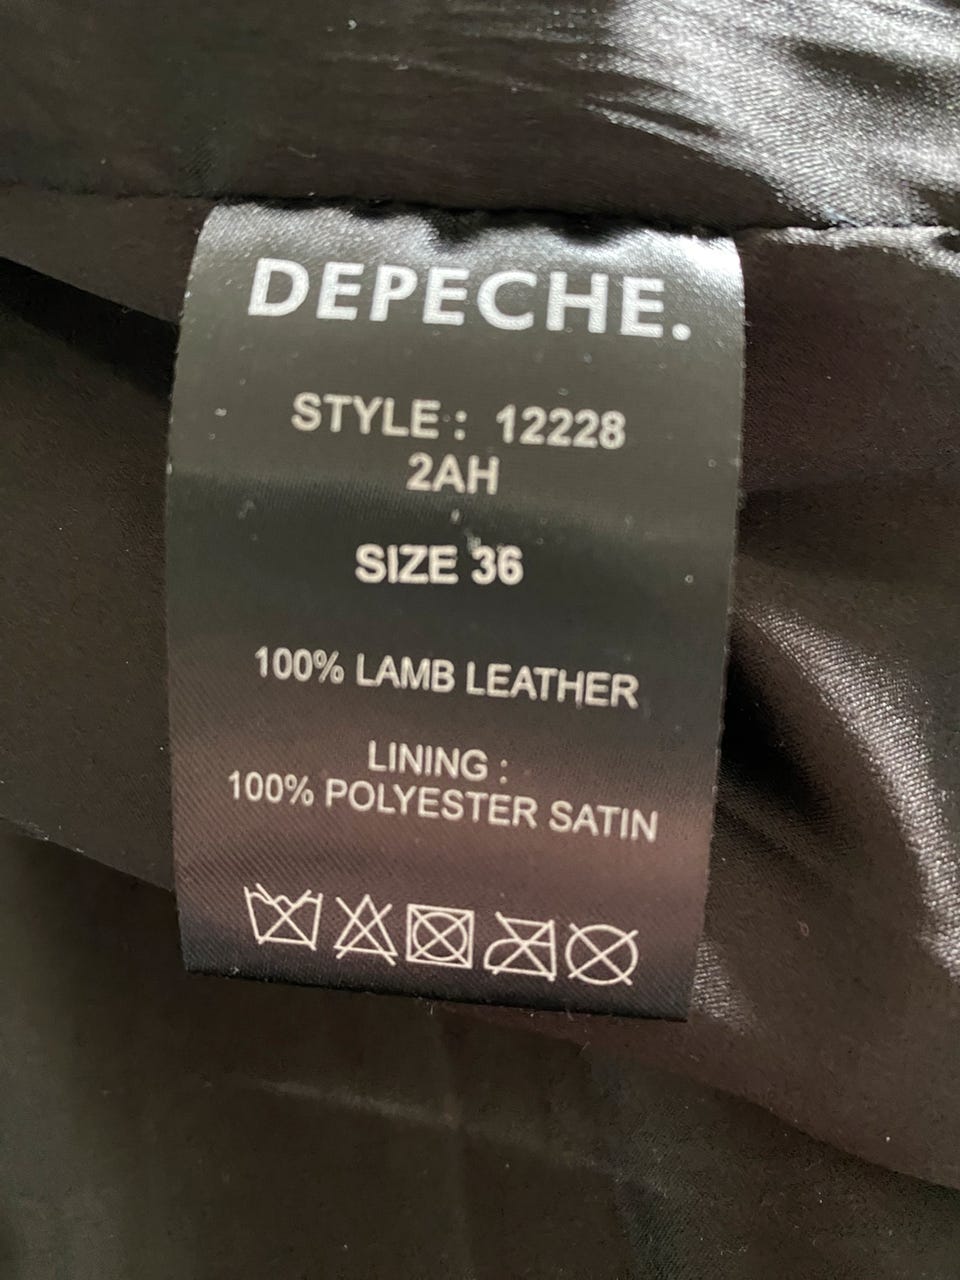 DEPECHE.
STYLE : 12228
2AH
SIZE 36
100% LAMB LEATHER
LINING :
100% POLYESTER SATIN